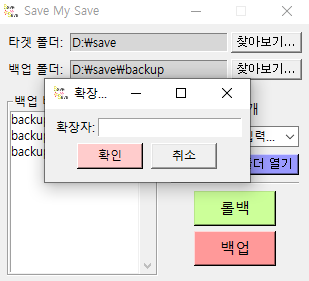 Save My Save
타겟 폴더: D:₩save 찾아보기...
백업 폴더: D:₩save₩backup 찾아보기...
확장...
백업
개
backup
backup
backup
확장자:
확인 취소
더 열기
롤백
백업